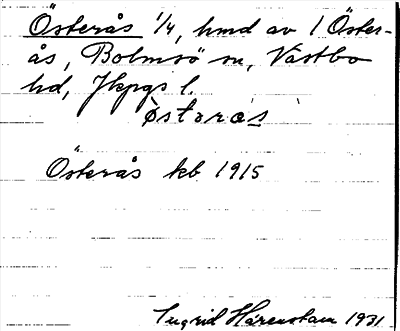 Österås 1/4, hmd av 1 Öster-
ås, Bolmsö sn, Västbo
hd, Jkpgs l.
østərås
Österås kb 1915
Ingrid Härenstam 1931